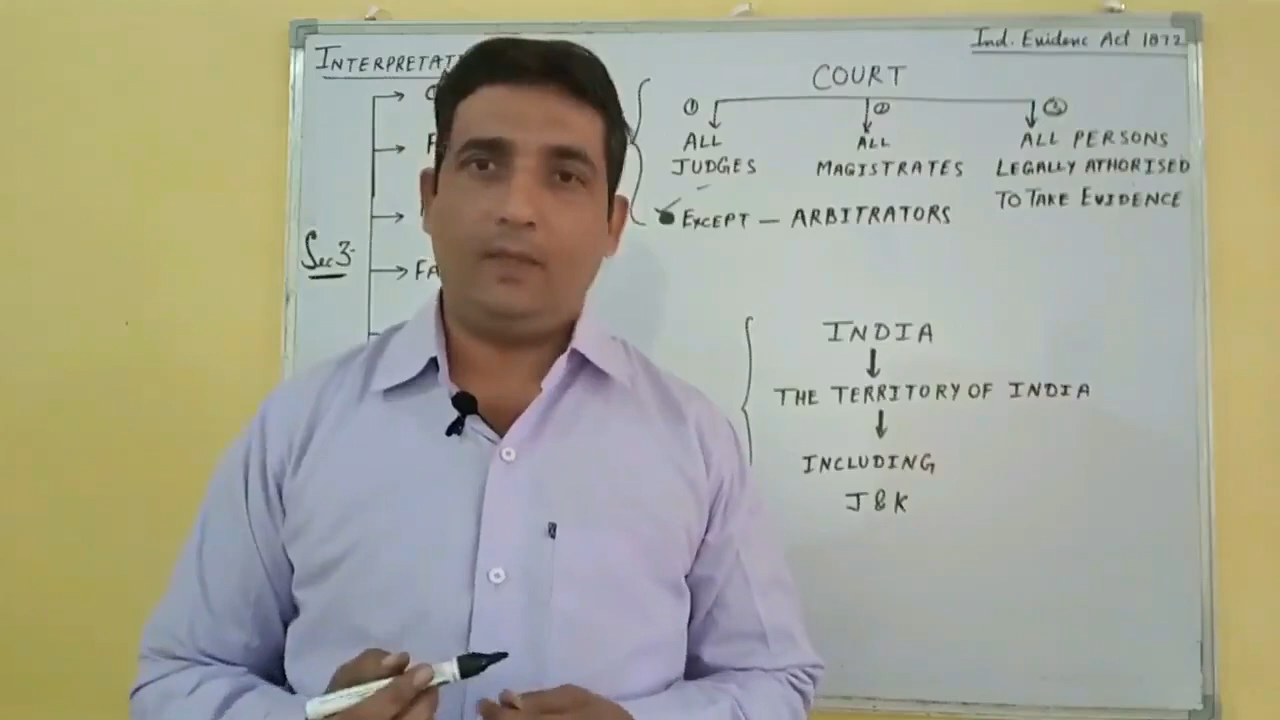 Ind. Evidenc Act 1872
INTERPRETAT
Sec 3
COURT
① ② ③
ALL JUDGES
ALL MAGISTRATES
ALL PERSONS
LEGALLY ATHORISED
TO TAKE EVIDENCE
EXCEPT — ARBITRATORS
FA
INDIA
THE TERRITORY OF INDIA
INCLUDING
J & K